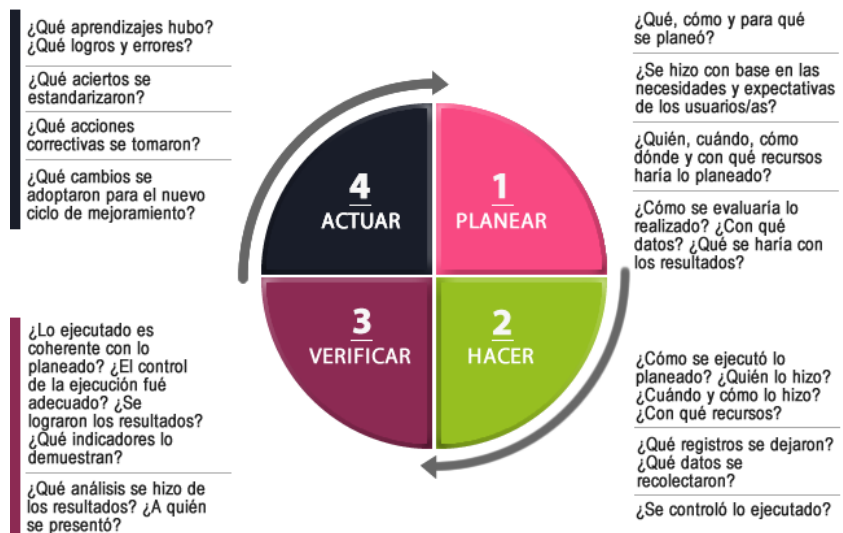 ¿Qué aprendizajes hubo?
¿Qué logros y errores?
¿Qué aciertos se
estandarizaron?
¿Qué acciones
correctivas se tomaron?
¿Qué cambios se
adoptaron para el nuevo
ciclo de mejoramiento?
¿Qué, cómo y para qué
se planeó?
¿Se hizo con base en las
necesidades y expectativas
de los usuarios/as?
¿Quién, cuándo, cómo
dónde y con qué recursos
haría lo planeado?
¿Cómo se evaluaría lo
realizado? ¿Con qué
datos? ¿Qué se haría con
los resultados?
4
ACTUAR
1
PLANEAR
3
VERIFICAR
2
HACER
¿Lo ejecutado es
coherente con lo
planeado? ¿El control
de la ejecución fué
adecuado? ¿Se
lograron los resultados?
¿Qué indicadores lo
demuestran?
¿Qué análisis se hizo de
los resultados? ¿A quién
se presentó?
¿Cómo se ejecutó lo
planeado? ¿Quién lo hizo?
¿Cuándo y cómo lo hizo?
¿Con qué recursos?
¿Qué registros se dejaron?
¿Qué datos se
recolectaron?
¿Se controló lo ejecutado?